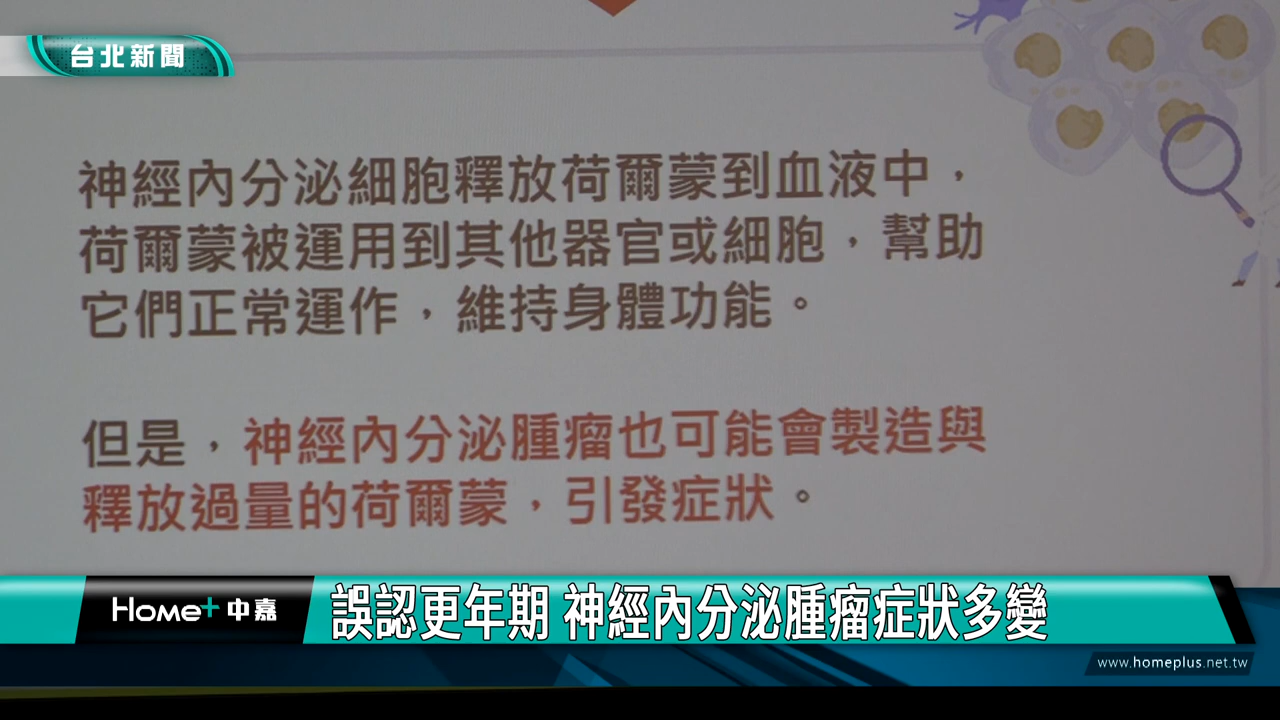 台北新聞
神經內分泌細胞釋放荷爾蒙到血液中，
荷爾蒙被運用到其他器官或細胞，幫助
它們正常運作，維持身體功能。
但是，神經內分泌腫瘤也可能會製造與
釋放過量的荷爾蒙，引發症狀。
Home+ 中嘉
誤認更年期 神經內分泌腫瘤症狀多變
www.homeplus.net.tw